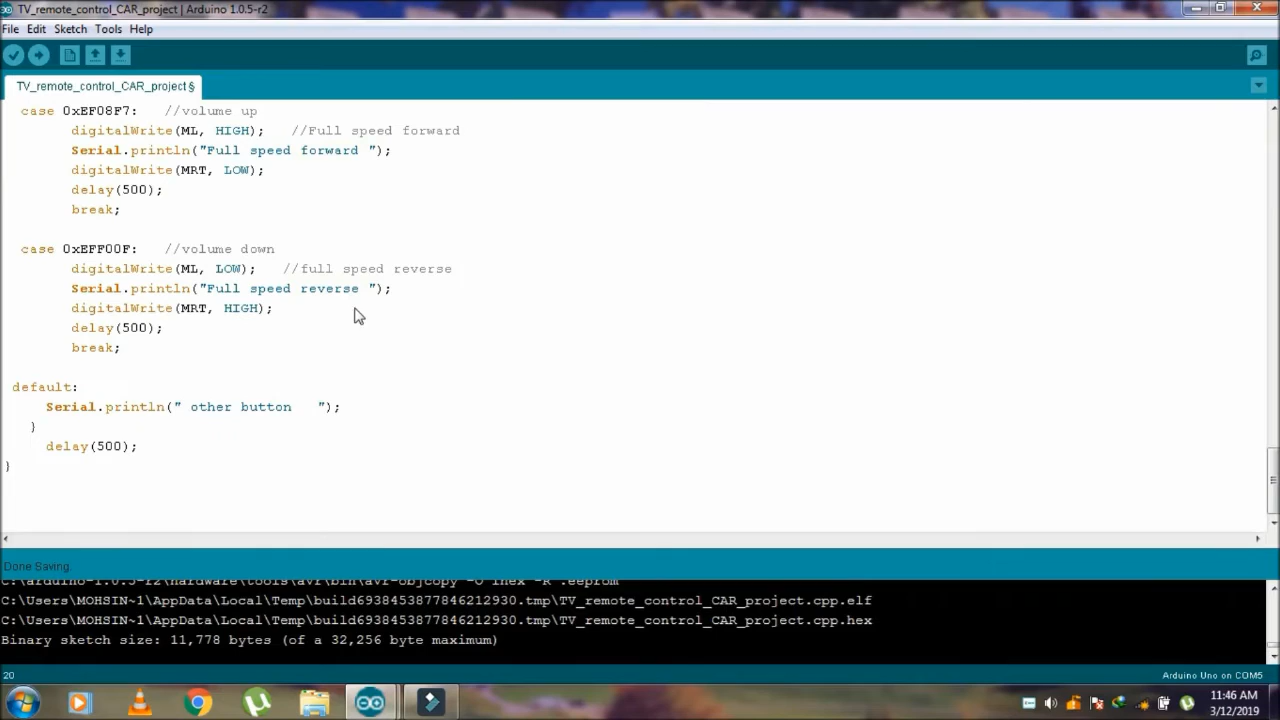 TV_remote_control_CAR_project | Arduino 1.0.5-r2
File Edit Sketch Tools Help
TV_remote_control_CAR_project §
case 0xEF08F7: //volume up
digitalWrite(ML, HIGH); //Full speed forward
Serial.println("Full speed forward ");
digitalWrite(MRT, LOW);
delay(500);
break;
case 0xEFF00F: //volume down
digitalWrite(ML, LOW); //full speed reverse
Serial.println("Full speed reverse ");
digitalWrite(MRT, HIGH);
delay(500);
break;
default:
Serial.println(" other button ");
}
delay(500);
}
Done Saving.
C:\arduino-1.0.5-r2\hardware\tools\avr\bin\avr-objcopy -O ihex -R .eeprom
C:\Users\MOHSIN~1\AppData\Local\Temp\build6938453877846212930.tmp\TV_remote_control_CAR_project.cpp.elf
C:\Users\MOHSIN~1\AppData\Local\Temp\build6938453877846212930.tmp\TV_remote_control_CAR_project.cpp.hex
Binary sketch size: 11,778 bytes (of a 32,256 byte maximum)
20
Arduino Uno on COM5
11:46 AM
3/12/2019